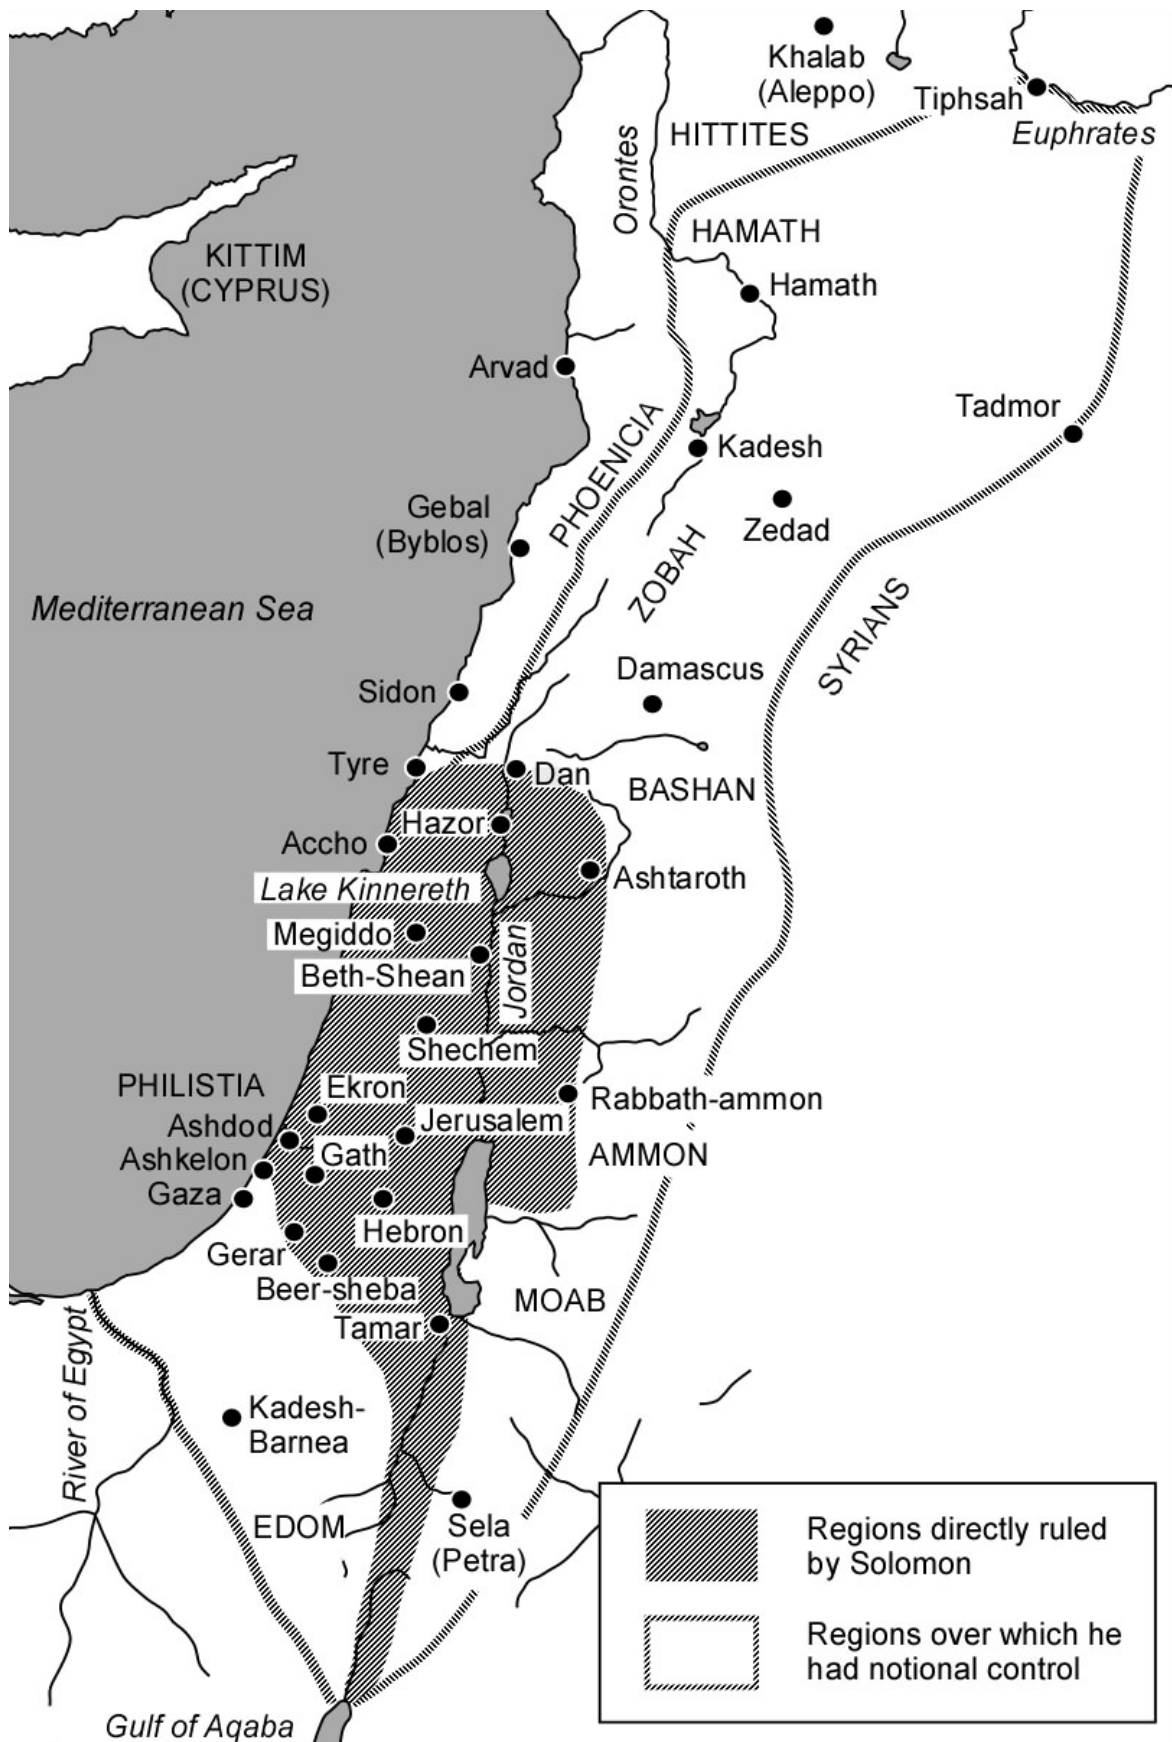 Khalab
(Aleppo)
Tiphsah
Euphrates
HITTITES
Orontes
HAMATH
KITTIM
(CYPRUS)
Hamath
Arvad
Tadmor
PHOENICIA
Kadesh
Gebal
(Byblos)
Zedad
ZOBAH
Mediterranean Sea
SYRIANS
Damascus
Sidon
Tyre
Dan
BASHAN
Hazor
Accho
Ashtaroth
Lake Kinnereth
Megiddo
Jordan
Beth-Shean
Shechem
PHILISTIA
Ekron
Rabbath-ammon
Ashdod
Jerusalem
Ashkelon
Gath
AMMON
Gaza
Hebron
Gerar
Beer-sheba
MOAB
Tamar
River of Egypt
Kadesh-
Barnea
EDOM
Sela
(Petra)
Regions directly ruled
by Solomon
Regions over which he
had notional control
Gulf of Aqaba